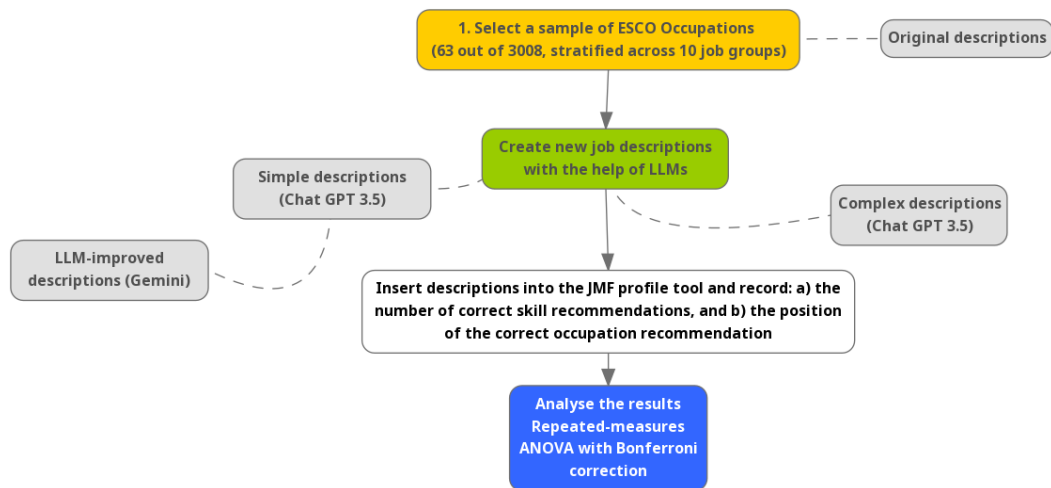 1. Select a sample of ESCO Occupations
(63 out of 3008, stratified across 10 job groups)
Original descriptions
Create new job descriptions
with the help of LLMs
Simple descriptions
(Chat GPT 3.5)
Complex descriptions
(Chat GPT 3.5)
LLM-improved
descriptions (Gemini)
Insert descriptions into the JMF profile tool and record: a) the
number of correct skill recommendations, and b) the position
of the correct occupation recommendation
Analyse the results
Repeated-measures
ANOVA with Bonferroni
correction